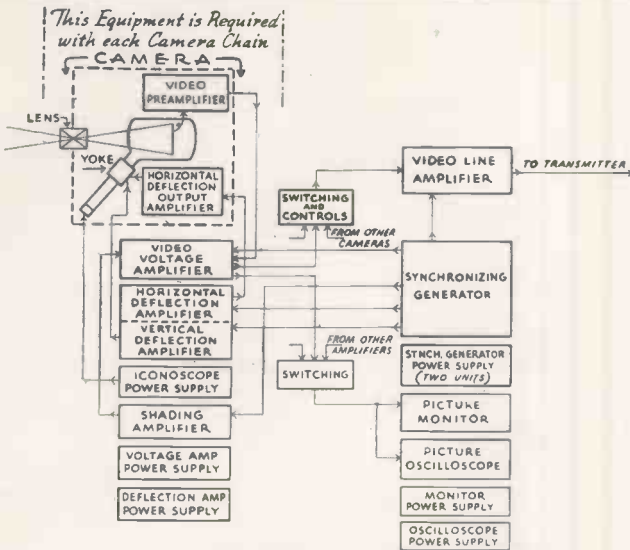 This Equipment is Required
with each Camera Chain
CAMERA
VIDEO
PREAMPLIFIER
LENS
YOKE
HORIZONTAL
DEFLECTION
OUTPUT
AMPLIFIER
VIDEO LINE
AMPLIFIER
TO TRANSMITTER
SWITCHING
AND
CONTROLS
FROM OTHER
CAMERAS
VIDEO
VOLTAGE
AMPLIFIER
SYNCHRONIZING
GENERATOR
HORIZONTAL
DEFLECTION
AMPLIFIER
VERTICAL
DEFLECTION
AMPLIFIER
FROM OTHER
AMPLIFIERS
SWITCHING
SYNCH. GENERATOR
POWER SUPPLY
(TWO UNITS)
ICONOSCOPE
POWER SUPPLY
PICTURE
MONITOR
SHADING
AMPLIFIER
PICTURE
OSCILLOSCOPE
VOLTAGE AMP
POWER SUPPLY
MONITOR
POWER SUPPLY
DEFLECTION AMP
POWER SUPPLY
OSCILLOSCOPE
POWER SUPPLY